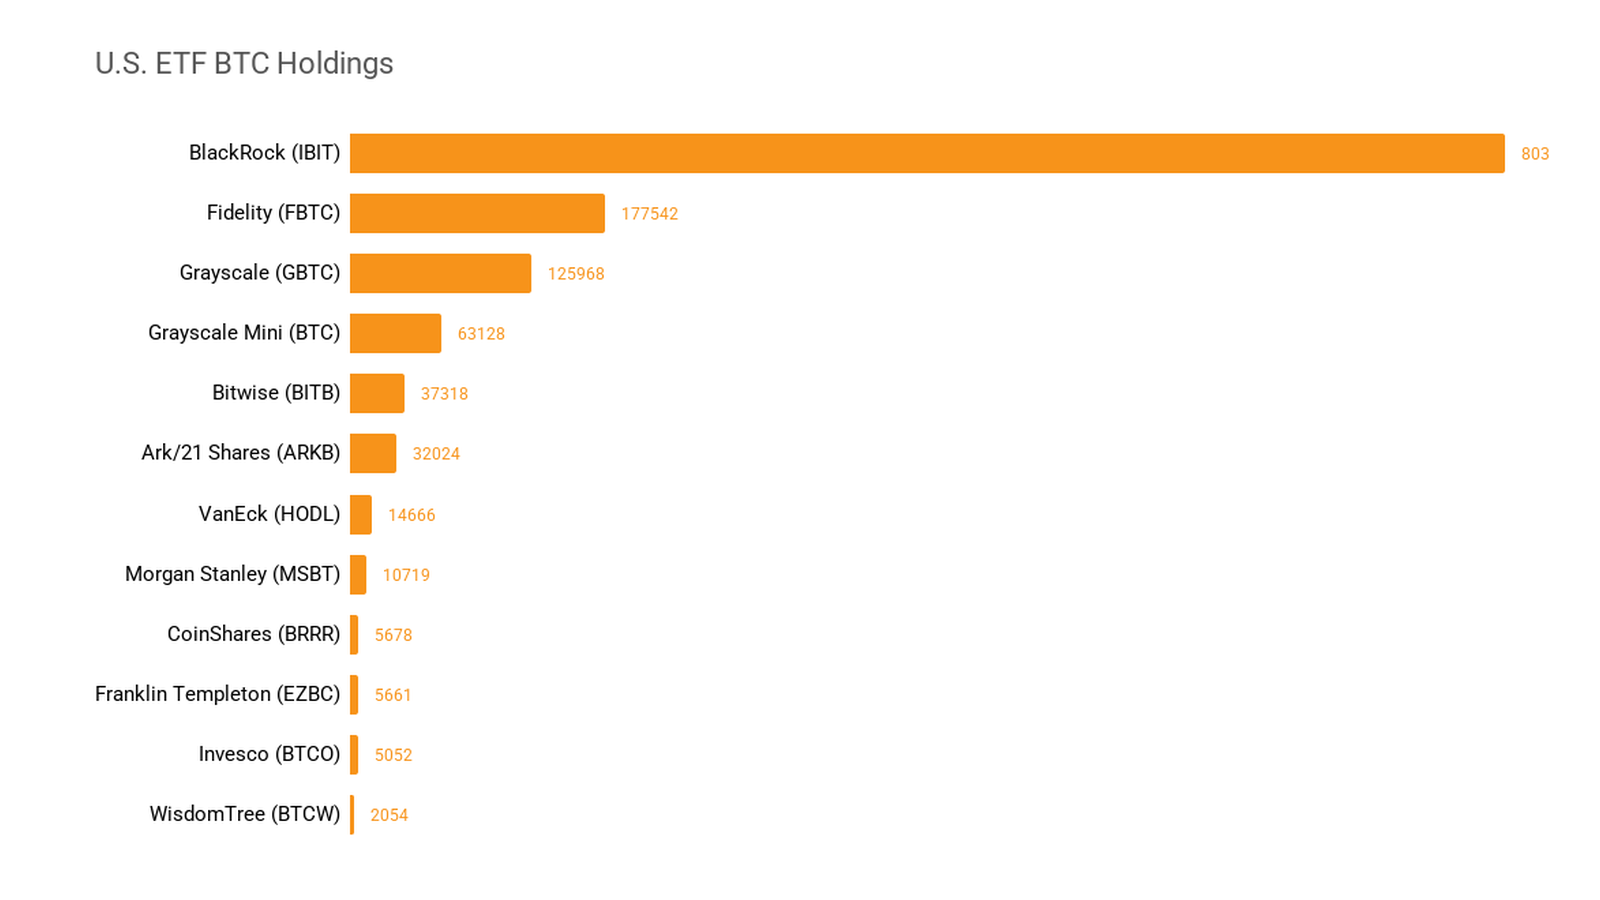 U.S. ETF BTC Holdings
BlackRock (IBIT) 803
Fidelity (FBTC) 177542
Grayscale (GBTC) 125968
Grayscale Mini (BTC) 63128
Bitwise (BITB) 37318
Ark/21 Shares (ARKB) 32024
VanEck (HODL) 14666
Morgan Stanley (MSBT) 10719
CoinShares (BRRR) 5678
Franklin Templeton (EZBC) 5661
Invesco (BTCO) 5052
WisdomTree (BTCW) 2054